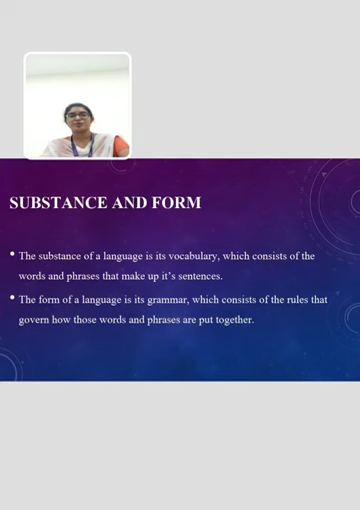 SUBSTANCE AND FORM
• The substance of a language is its vocabulary, which consists of the
words and phrases that make up it's sentences.
• The form of a language is its grammar, which consists of the rules that
govern how those words and phrases are put together.